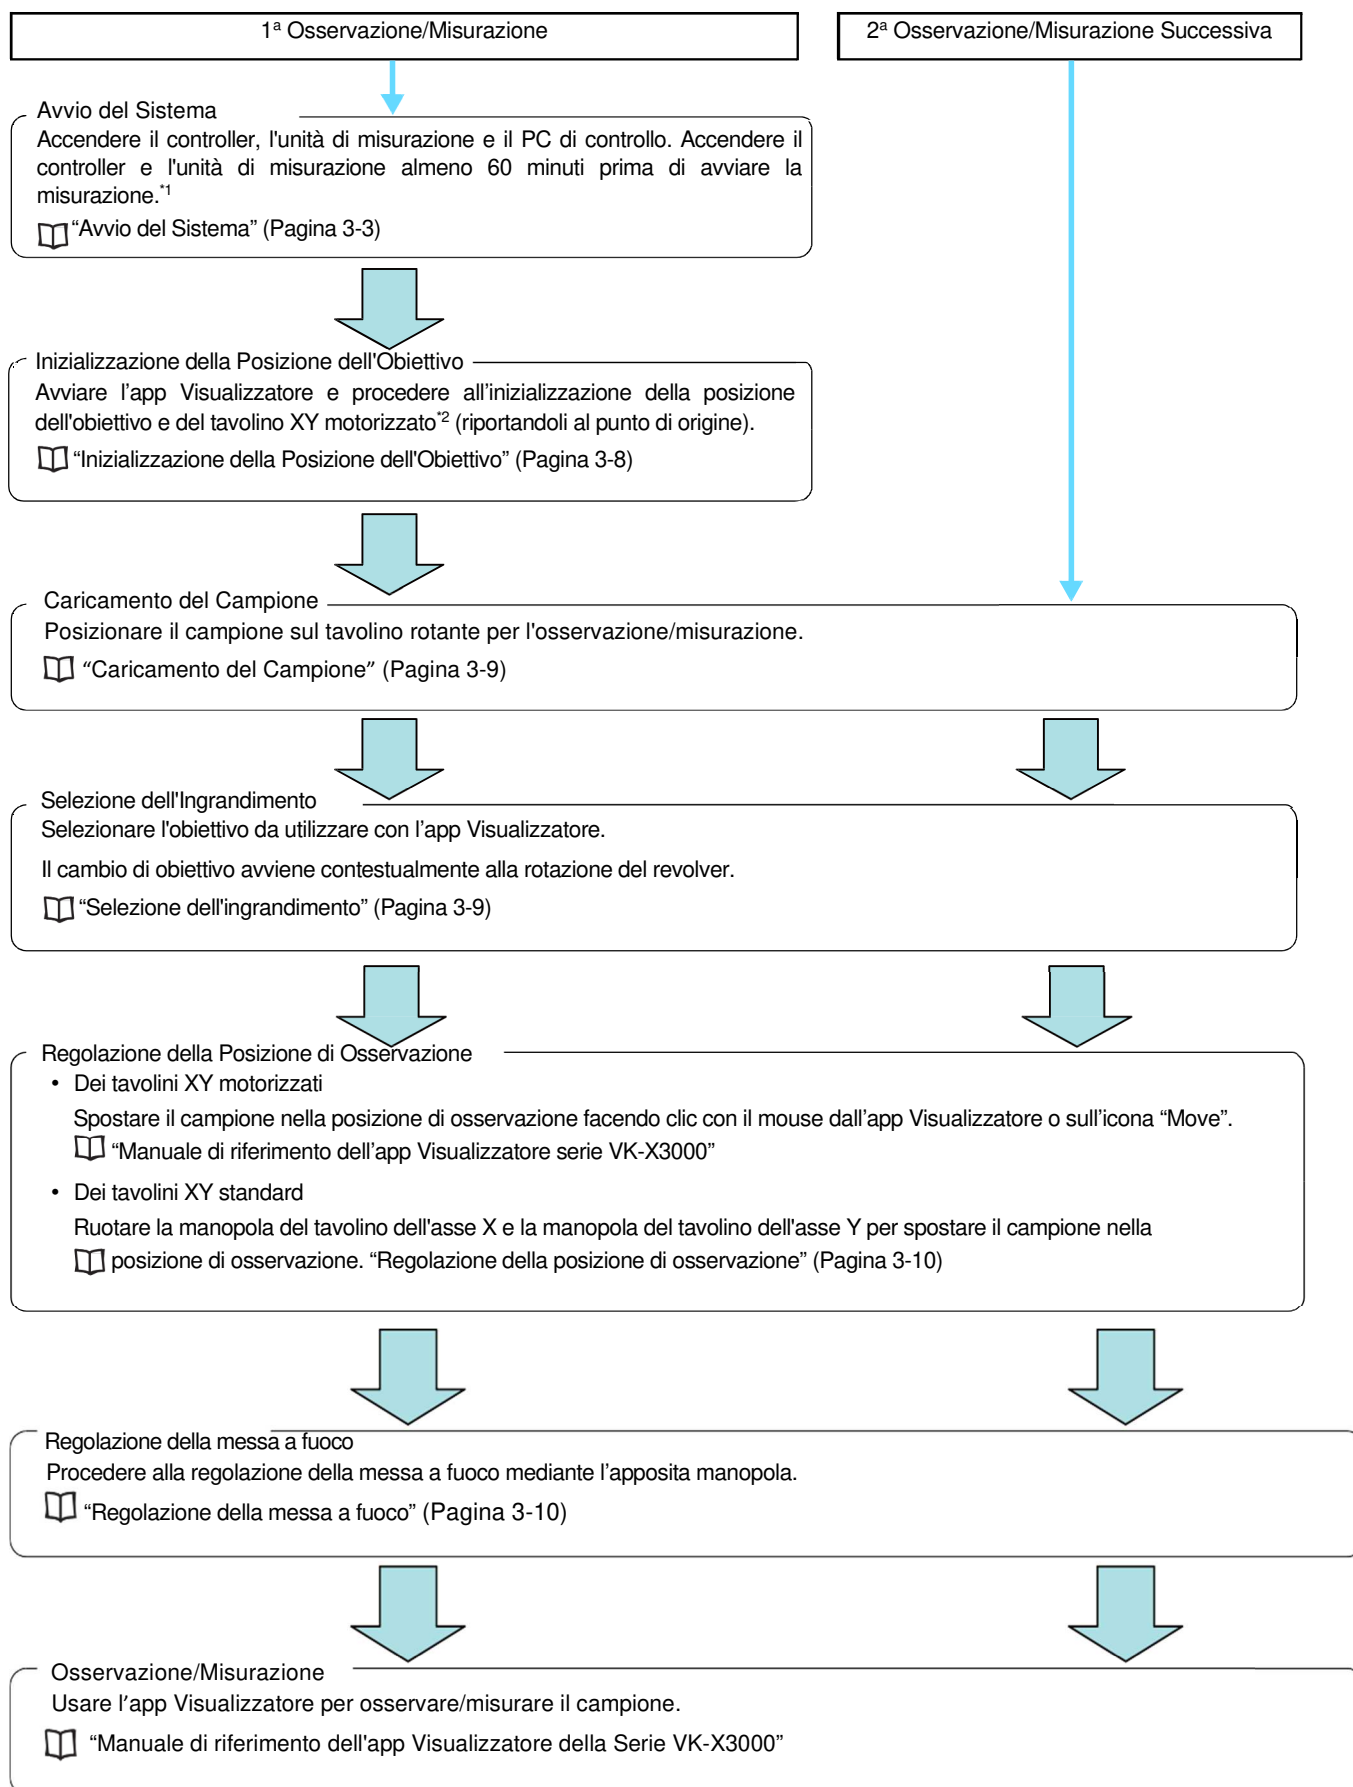 1ª Osservazione/Misurazione
2ª Osservazione/Misurazione Successiva
Avvio del Sistema
Accendere il controller, l'unità di misurazione e il PC di controllo. Accendere il
controller e l'unità di misurazione almeno 60 minuti prima di avviare la
misurazione.*1
“Avvio del Sistema” (Pagina 3-3)
Inizializzazione della Posizione dell'Obiettivo
Avviare l’app Visualizzatore e procedere all’inizializzazione della posizione
dell'obiettivo e del tavolino XY motorizzato*2 (riportandoli al punto di origine).
“Inizializzazione della Posizione dell'Obiettivo” (Pagina 3-8)
Caricamento del Campione
Posizionare il campione sul tavolino rotante per l'osservazione/misurazione.
“Caricamento del Campione” (Pagina 3-9)
Selezione dell'Ingrandimento
Selezionare l'obiettivo da utilizzare con l’app Visualizzatore.
Il cambio di obiettivo avviene contestualmente alla rotazione del revolver.
“Selezione dell'ingrandimento” (Pagina 3-9)
Regolazione della Posizione di Osservazione
• Dei tavolini XY motorizzati
Spostare il campione nella posizione di osservazione facendo clic con il mouse dall’app Visualizzatore o sull’icona “Move”.
“Manuale di riferimento dell’app Visualizzatore serie VK-X3000”
• Dei tavolini XY standard
Ruotare la manopola del tavolino dell'asse X e la manopola del tavolino dell'asse Y per spostare il campione nella
posizione di osservazione. “Regolazione della posizione di osservazione” (Pagina 3-10)
Regolazione della messa a fuoco
Procedere alla regolazione della messa a fuoco mediante l’apposita manopola.
“Regolazione della messa a fuoco” (Pagina 3-10)
Osservazione/Misurazione
Usare l’app Visualizzatore per osservare/misurare il campione.
“Manuale di riferimento dell'app Visualizzatore della Serie VK-X3000”